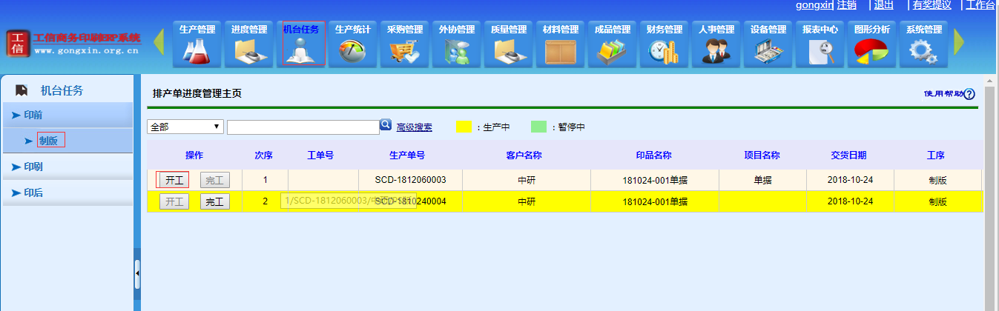 gongxin 注销 | 退出 | 有奖提议 | 工作台
工信
工信商务印刷ERP系统
www.gongxin.org.cn
生产管理 进度管理 机台任务 生产统计 采购管理 外协管理 质量管理 材料管理 成品管理 财务管理 人事管理 设备管理 报表中心 图形分析 系统管理
机台任务
印前
制版
印刷
印后
排产单进度管理主页 使用帮助?
全部 高级搜索 : 生产中 : 暂停中
操作 次序 工单号 生产单号 客户名称 印品名称 项目名称 交货日期 工序
开工 完工 1 SCD-1812060003 中研 181024-001单据 单据 2018-10-24 制版
开工 完工 2 SCD-1810240004 中研 181024-001单据 2018-10-24 制版
1/SCD-1812060003/